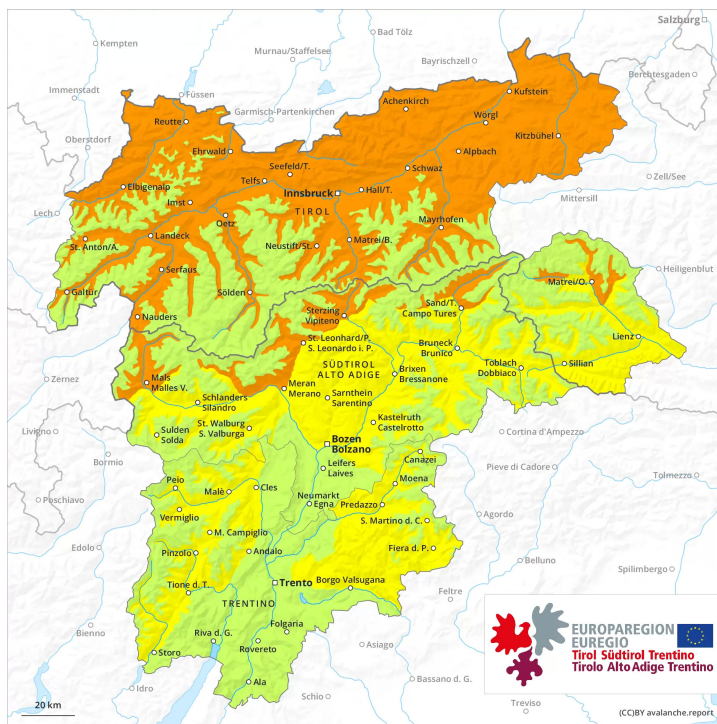 Salzburg
Kempten
Bad Tölz
Murnau/Staffelsee
Bayrischzell
Berchtesgaden
Immenstadt
Füssen
Garmisch-Partenkirchen
Achenkirch
Kufstein
Reutte
Wörgl
Oberstdorf
Ehrwald
Kitzbühel
Alpbach
Seefeld/T.
Schwaz
Telfs
Zell/See
Elbigenalp
Innsbruck
Hall/T.
Mittersill
Imst
TIROL
Lech
Oetz
Mayrhofen
St. Anton/A.
Landeck
Neustift/St.
Matrei/B.
Serfaus
Heiligenblut
Matrei/O.
Galtür
Sölden
Sand/T.
Campo Tures
Nauders
Sterzing
Vipiteno
St. Leonhard/P.
S. Leonardo i. P.
Bruneck
Brunico
Lienz
SÜDTIROL
ALTO ADIGE
Toblach
Dobbiaco
Sillian
Brixen
Bressanone
Zernez
Mals
Malles V.
Meran
Merano
Schlanders
Silandro
Sarnthein
Sarentino
St. Walburg
S. Valburga
Kastelruth
Castelrotto
Livigno
Sulden
Solda
Cortina d'Ampezzo
Bozen
Bolzano
Bormio
Canazei
Leifers
Laives
Pieve di Cadore
Tolmezzo
Peio
Moena
Poschiavo
Malè
Cles
Neumarkt
Egna
Predazzo
Vermiglio
Agordo
S. Martino d. C.
M. Campiglio
Edolo
Pinzolo
Andalo
Fiera d. P.
Belluno
Spilimbergo
Trento
Tione d. T.
Borgo Valsugana
Feltre
TRENTINO
Folgaria
Bienno
Riva d. G.
Rovereto
Asiago
Storo
Bassano d. G.
Idro
Ala
Schio
Treviso
EUROPAREGION
EUREGIO
Tirol Südtirol Trentino
Tirolo Alto Adige Trentino
20 km
(CC)BY avalanche.report